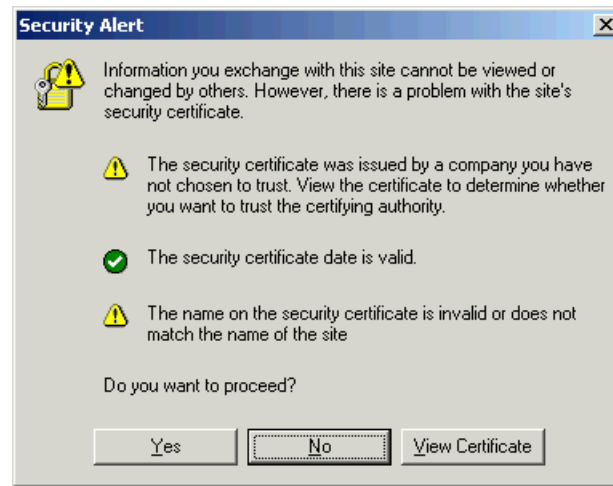 Security Alert
Information you exchange with this site cannot be viewed or
changed by others. However, there is a problem with the site's
security certificate.
The security certificate was issued by a company you have
not chosen to trust. View the certificate to determine whether
you want to trust the certifying authority.
The security certificate date is valid.
The name on the security certificate is invalid or does not
match the name of the site
Do you want to proceed?
Yes
No
View Certificate